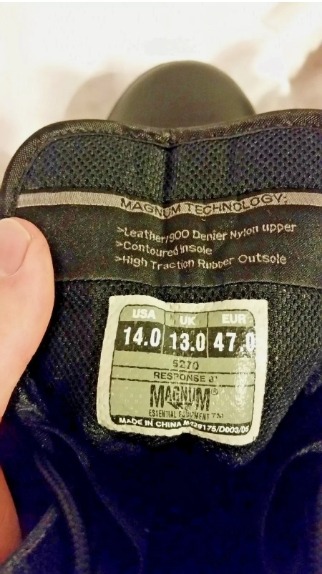 MAGNUM TECHNOLOGY:
>Leather/900 Denier Nylon upper
>Contoured insole
>High Traction Rubber Outsole
USA UK EUR
14.0 13.0 47.0
5270
RESPONSE
MAGNUM®
ESSENTIAL EQUIPMENT
MADE IN CHINA